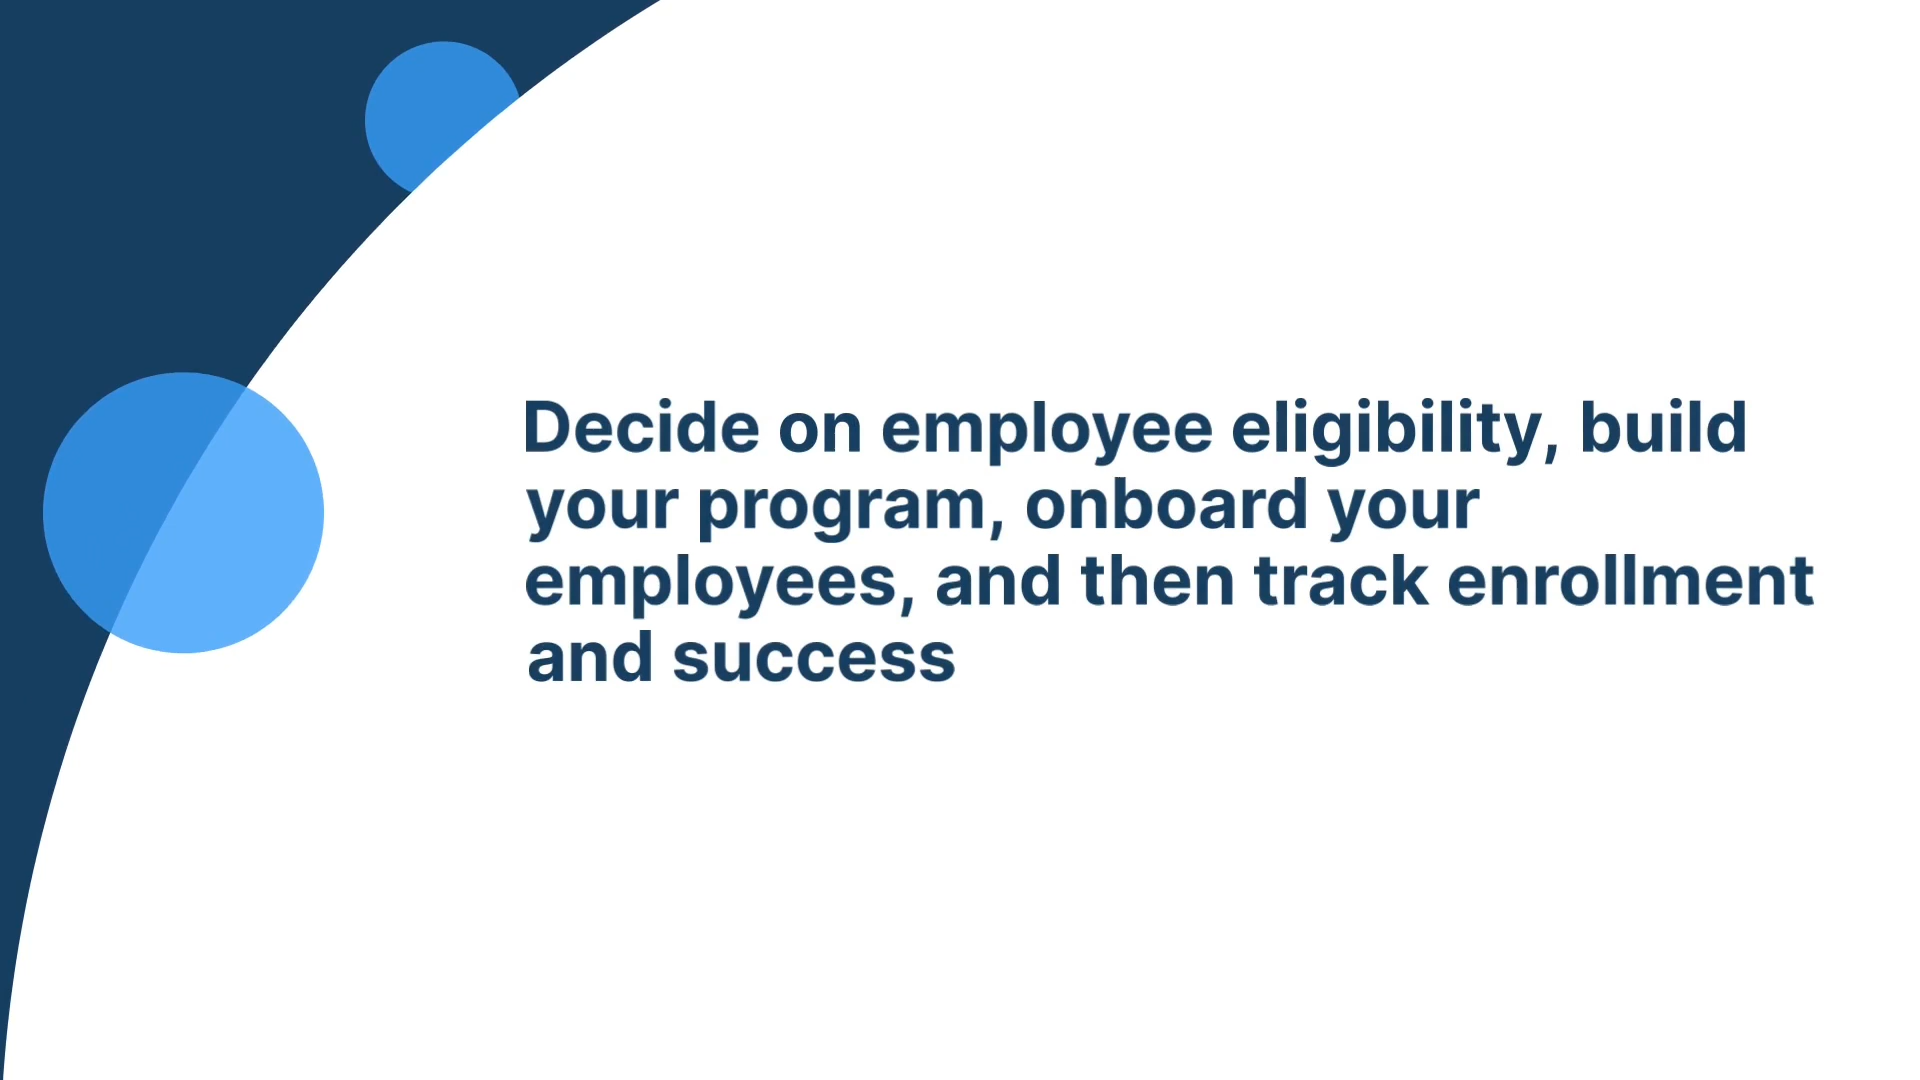 Decide on employee eligibility, build
your program, onboard your
employees, and then track enrollment
and success